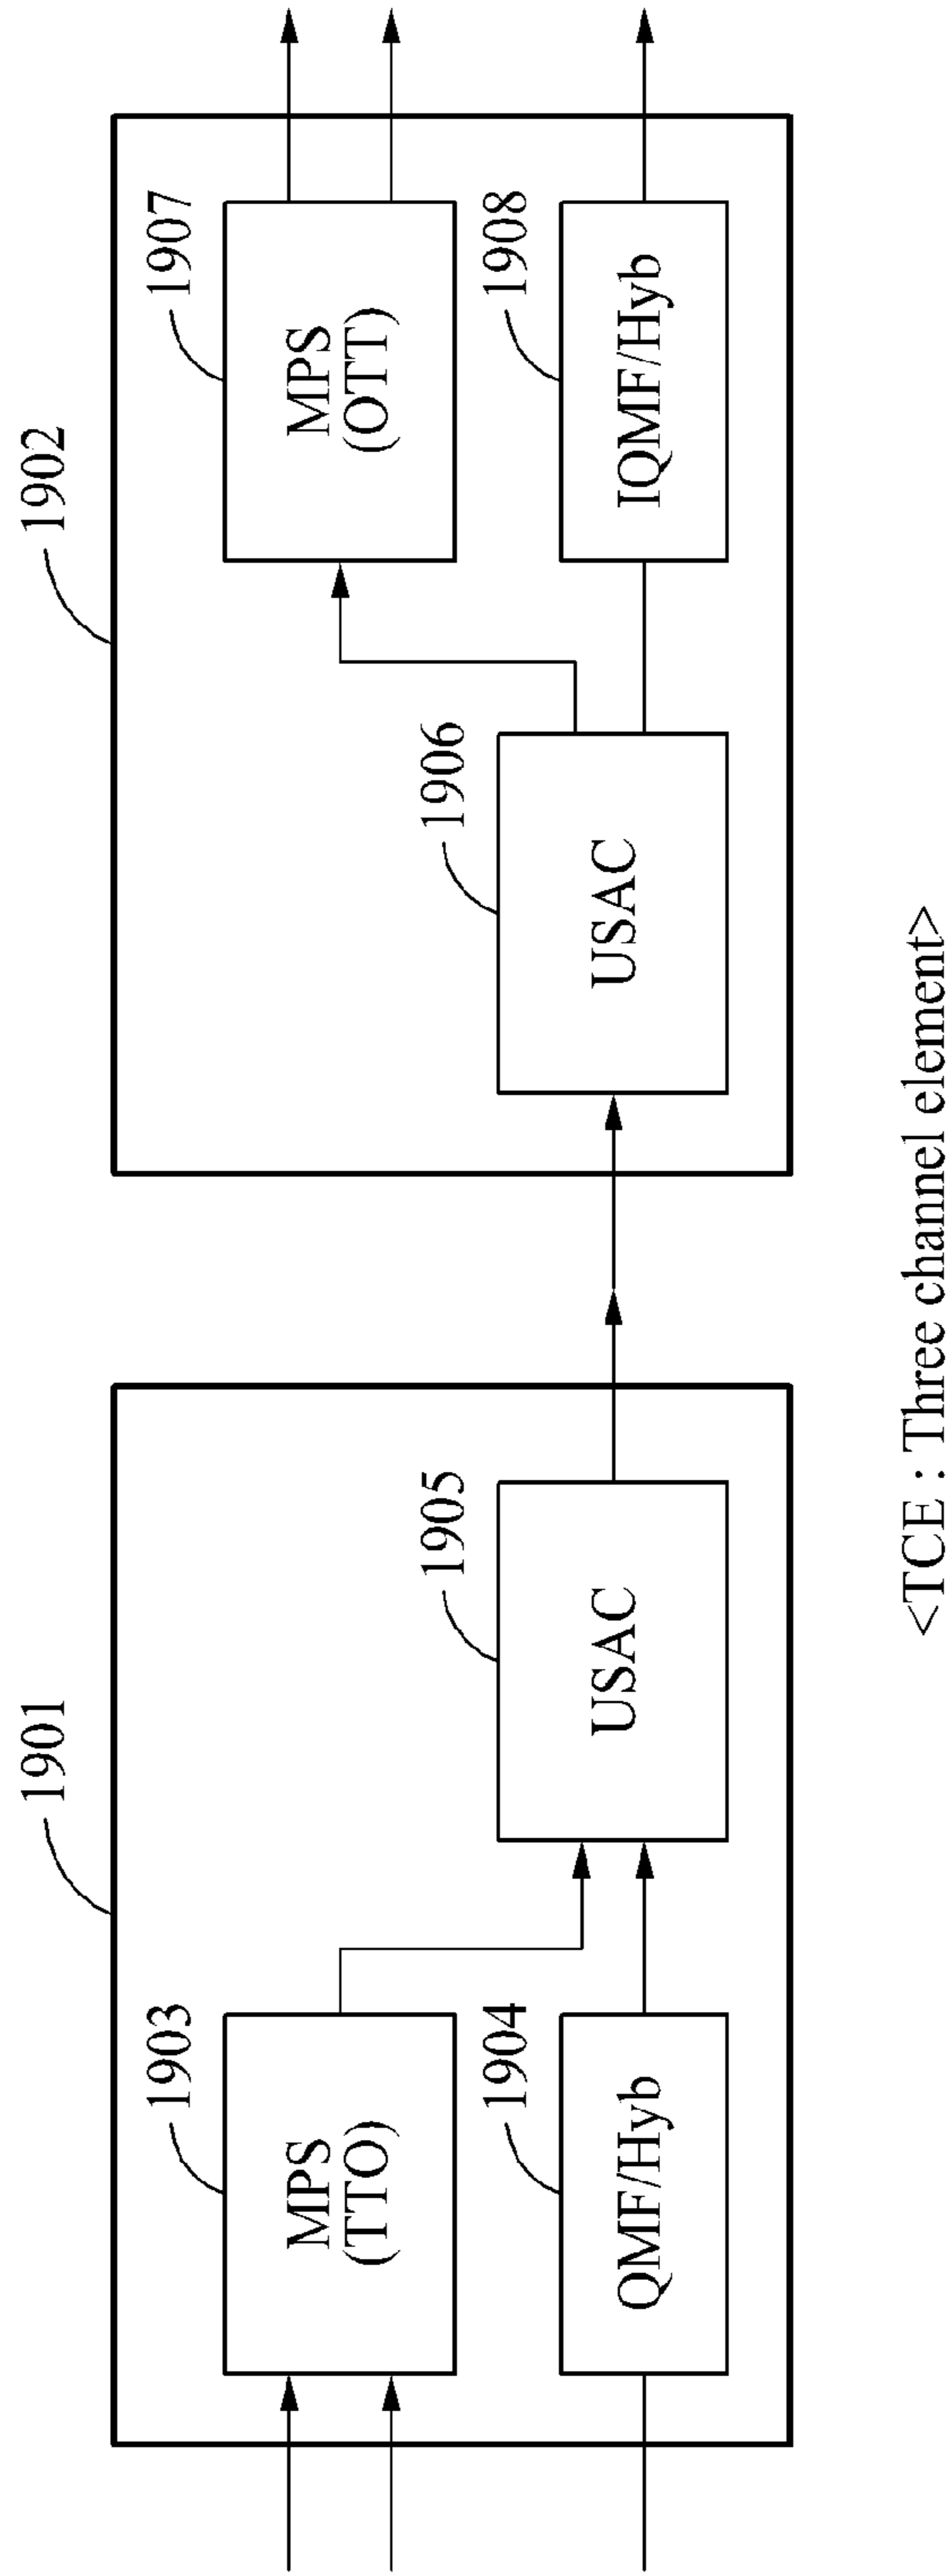 1901
1903
MPS
(TTO)
1904
QMF/Hyb
1905
USAC
1902
1906
USAC
1907
MPS
(OTT)
1908
IQMF/Hyb
<TCE : Three channel element>